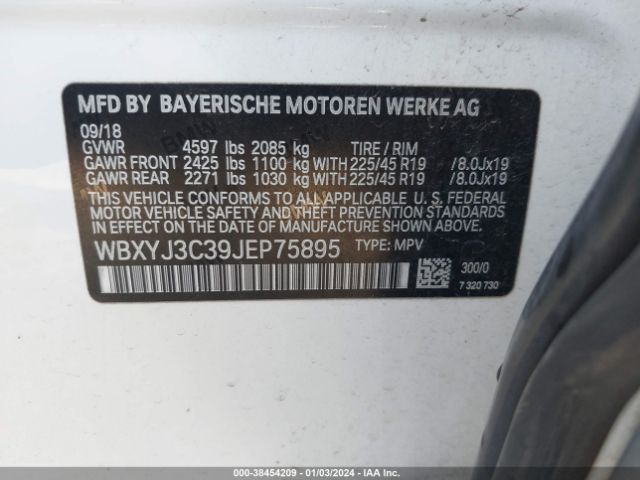 MFD BY BAYERISCHE MOTOREN WERKE AG
09/18
GVWR 4597 lbs 2085 kg TIRE / RIM
GAWR FRONT 2425 lbs 1100 kg WITH 225/45 R19 /8.0Jx19
GAWR REAR 2271 lbs 1030 kg WITH 225/45 R19 /8.0Jx19
THIS VEHICLE CONFORMS TO ALL APPLICABLE U. S. FEDERAL
MOTOR VEHICLE SAFETY AND THEFT PREVENTION STANDARDS
IN EFFECT ON THE DATE OF MANUFACTURE SHOWN ABOVE.
WBXYJ3C39JEP75895 TYPE: MPV
300/0
7 320 730
000-38454209 - 01/03/2024 - IAA Inc.